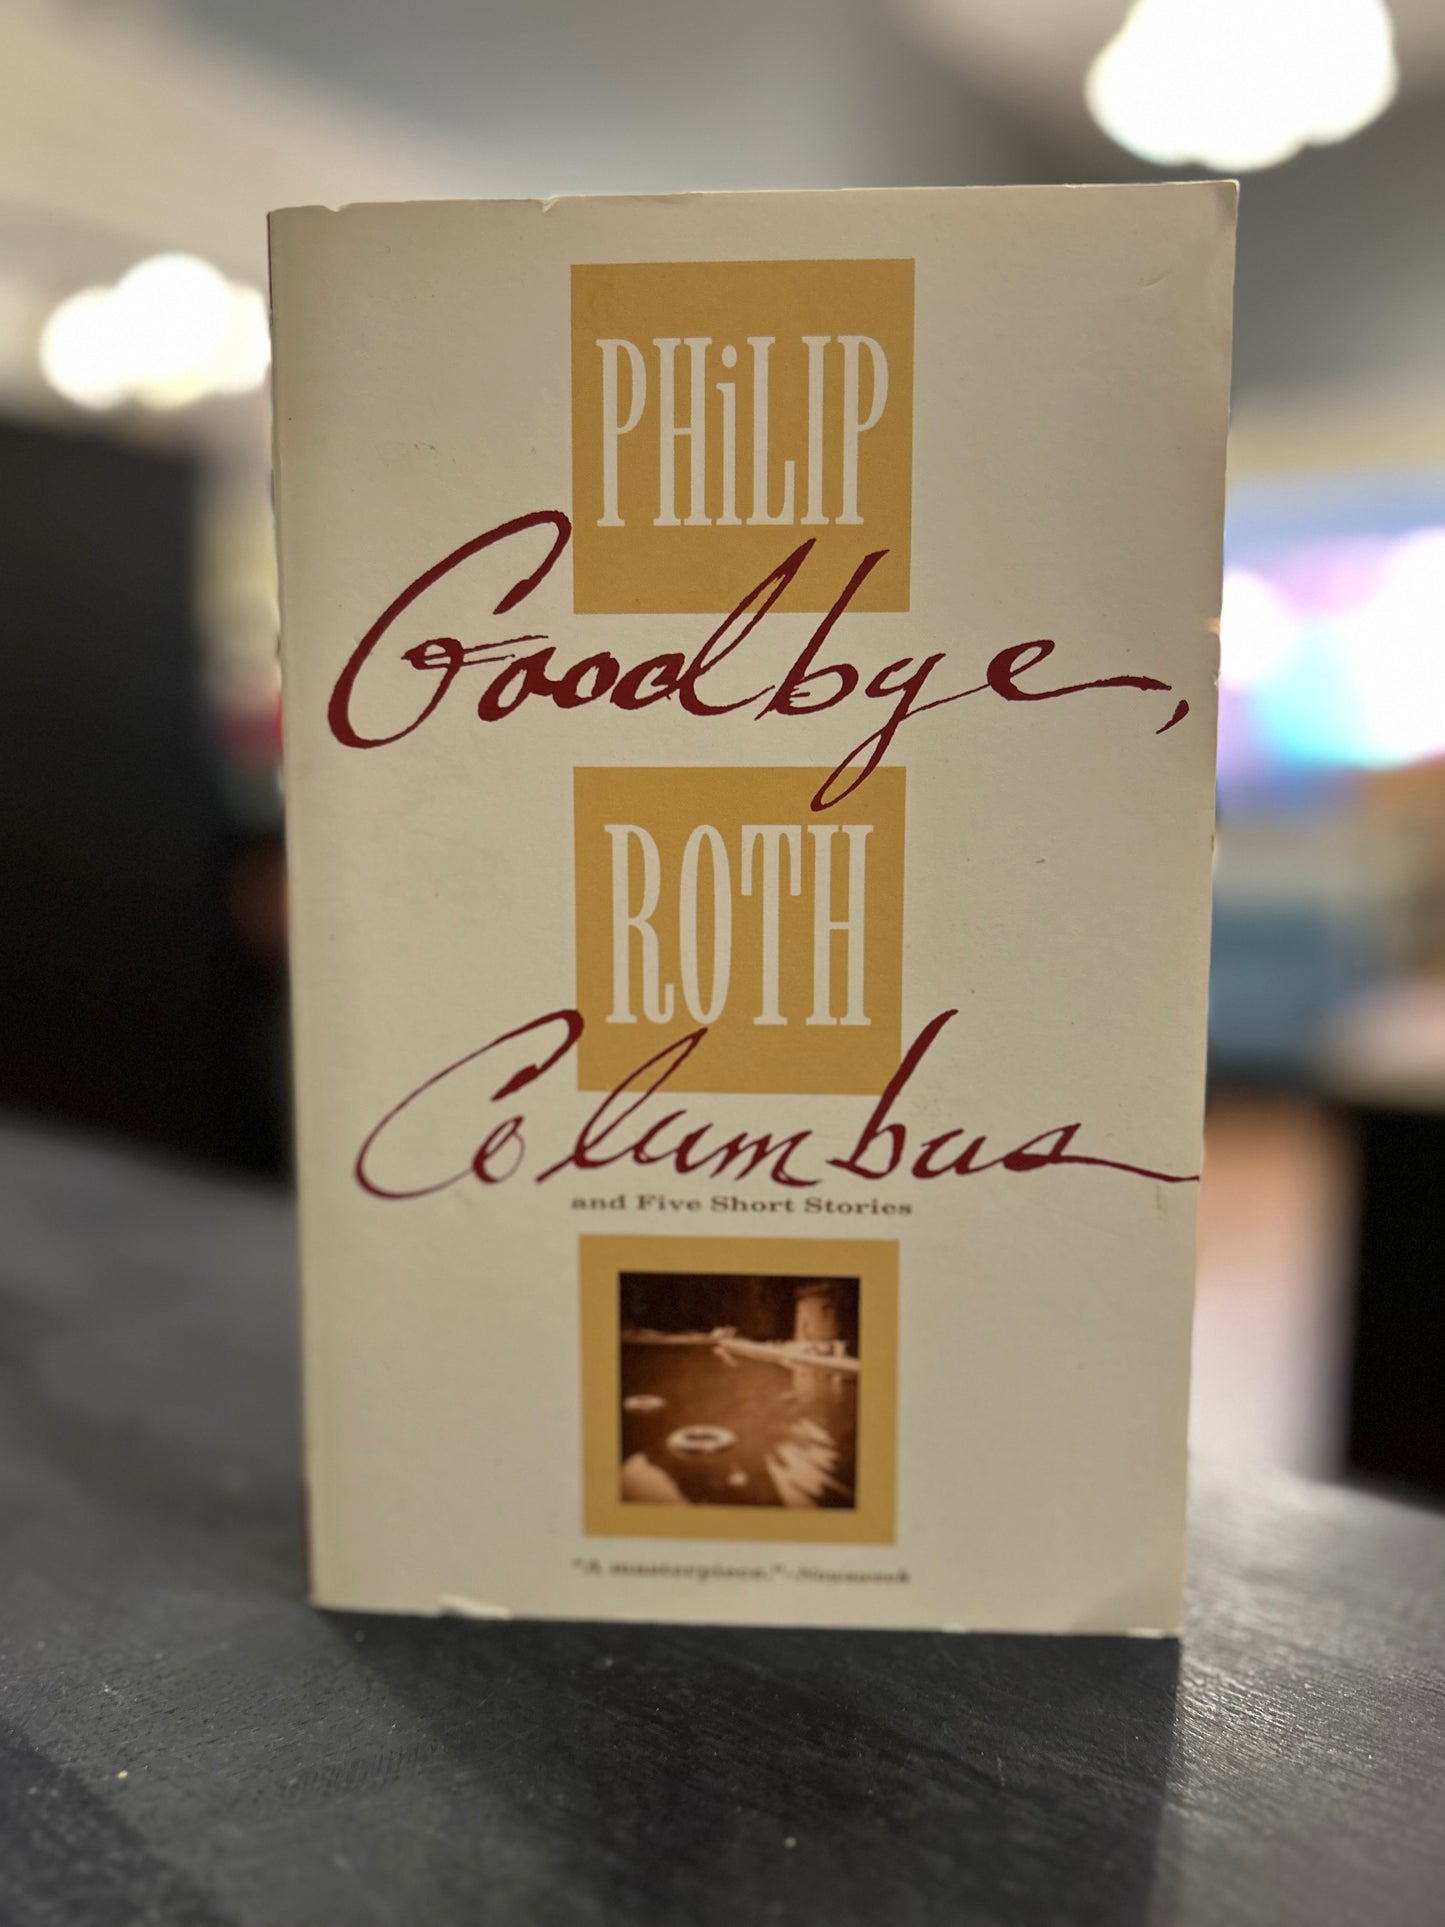 PHiLIP
Goodbye,
ROTH
Columbus
and Five Short Stories
"A masterpiece."—Newsweek